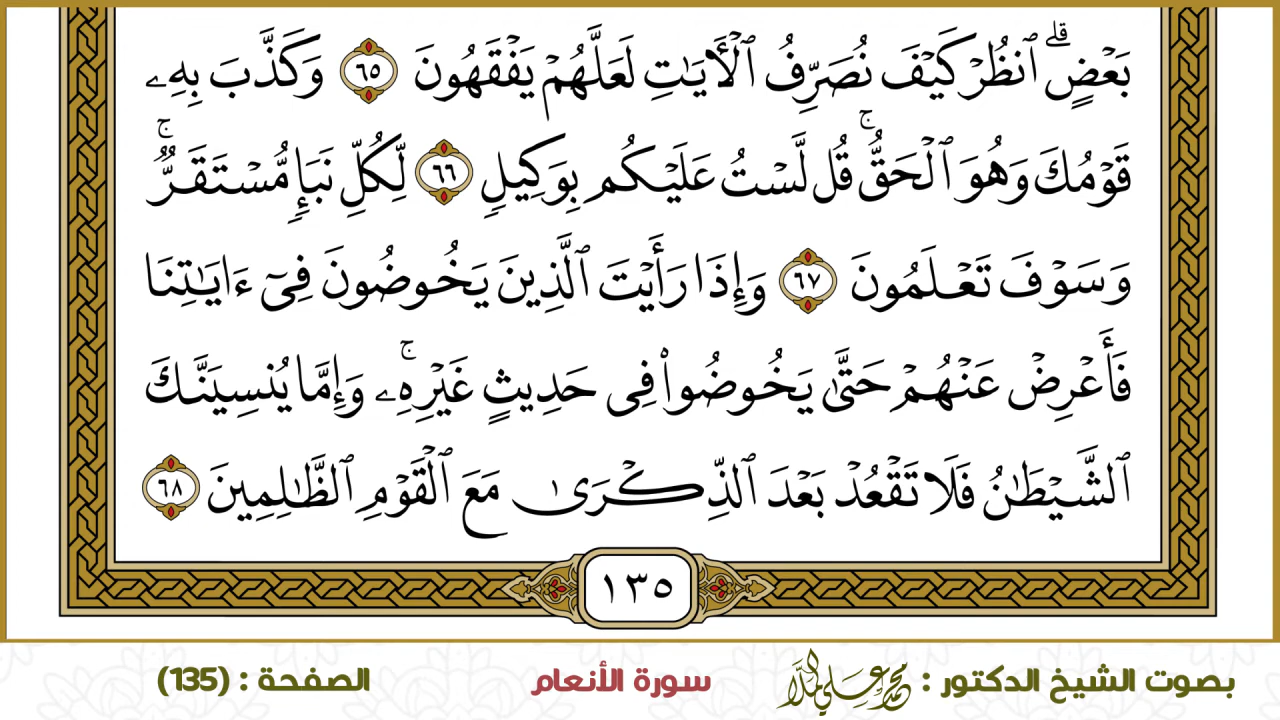 بَعۡضٍۗ ٱنظُرۡ كَيۡفَ نُصَرِّفُ ٱلۡأٓيَٰتِ لَعَلَّهُمۡ يَفۡقَهُونَ ٦٥ وَكَذَّبَ بِهِۦ
قَوۡمُكَ وَهُوَ ٱلۡحَقُّۚ قُل لَّسۡتُ عَلَيۡكُم بِوَكِيلٖ ٦٦ لِّكُلِّ نَبَإٖ مُّسۡتَقَرّٞۚ
وَسَوۡفَ تَعۡلَمُونَ ٦٧ وَإِذَا رَأَيۡتَ ٱلَّذِينَ يَخُوضُونَ فِيٓ ءَايَٰتِنَا
فَأَعۡرِضۡ عَنۡهُمۡ حَتَّىٰ يَخُوضُواْ فِي حَدِيثٍ غَيۡرِهِۦۚ وَإِمَّا يُنسِيَنَّكَ
ٱلشَّيۡطَٰنُ فَلَا تَقۡعُدۡ بَعۡدَ ٱلذِّكۡرَىٰ مَعَ ٱلۡقَوۡمِ ٱلظَّٰلِمِينَ ٦٨
١٣٥
بصوت الشيخ الدكتور : محمد علي الملا سورة الأنعام الصفحة : (135)